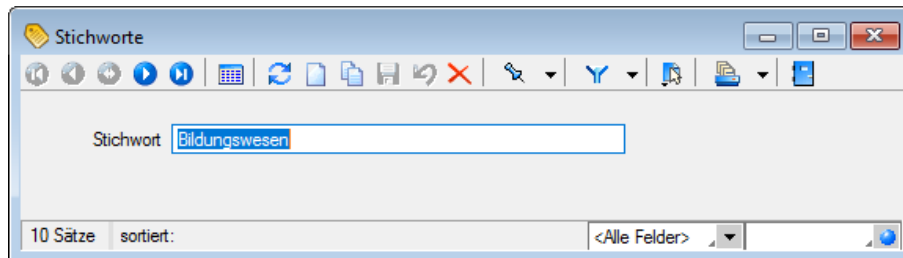 Stichworte
Stichwort Bildungswesen
10 Sätze sortiert: <Alle Felder>